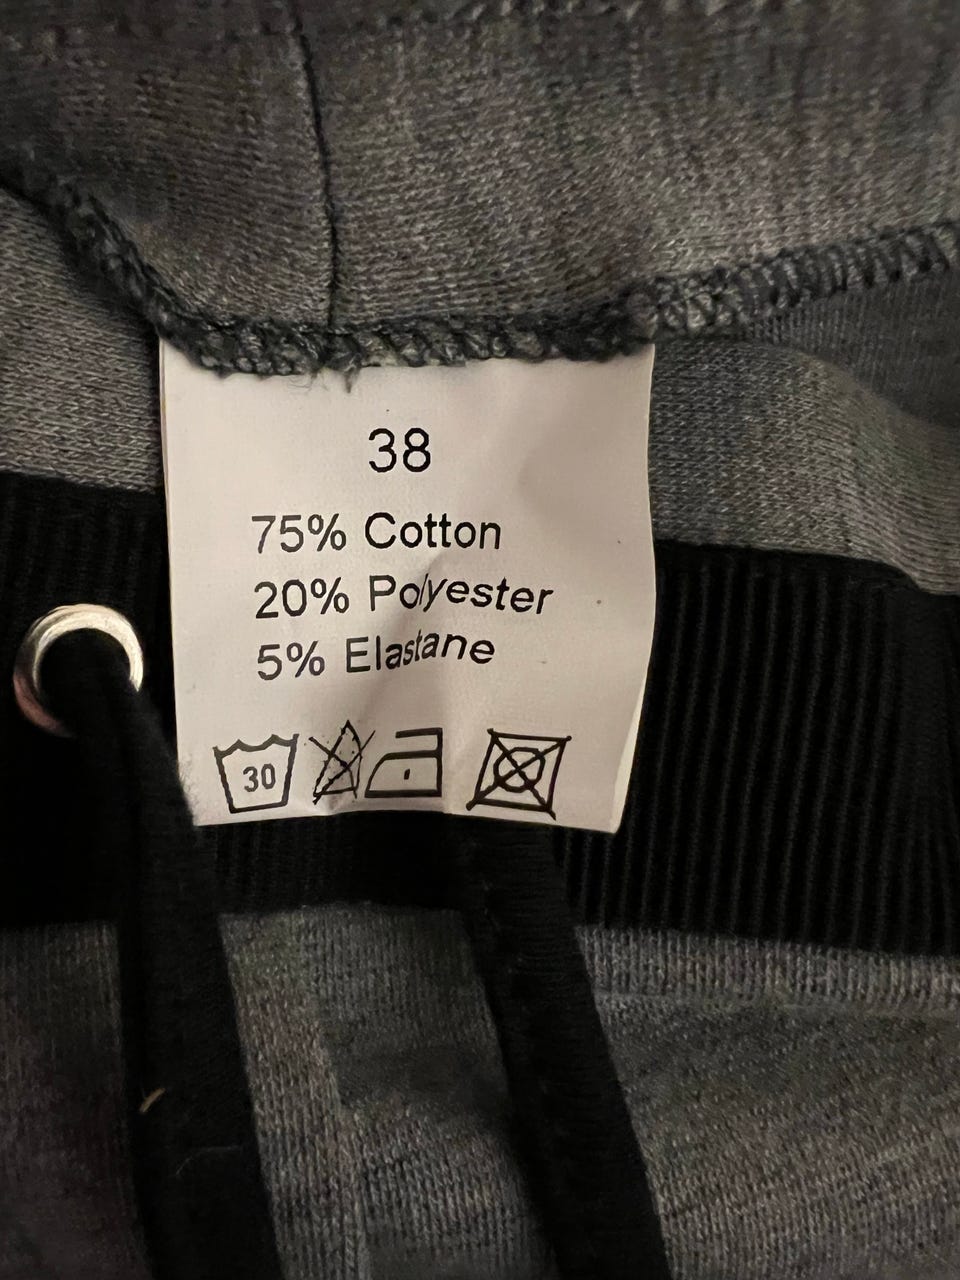 38
75% Cotton
20% Polyester
5% Elastane
30